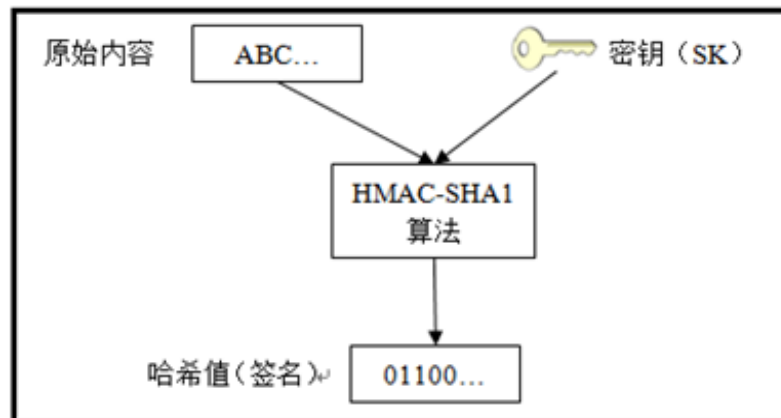 原始内容
ABC...
密钥（SK）
HMAC-SHA1
算法
哈希值(签名)↵
01100...